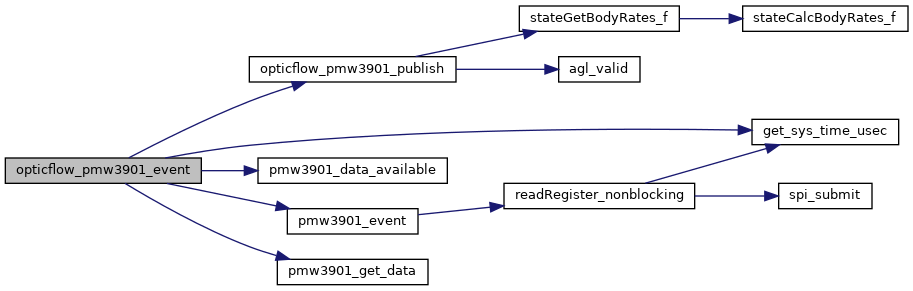 stateGetBodyRates_f
stateCalcBodyRates_f
opticflow_pmw3901_publish
agl_valid
get_sys_time_usec
opticflow_pmw3901_event
pmw3901_data_available
readRegister_nonblocking
spi_submit
pmw3901_event
pmw3901_get_data